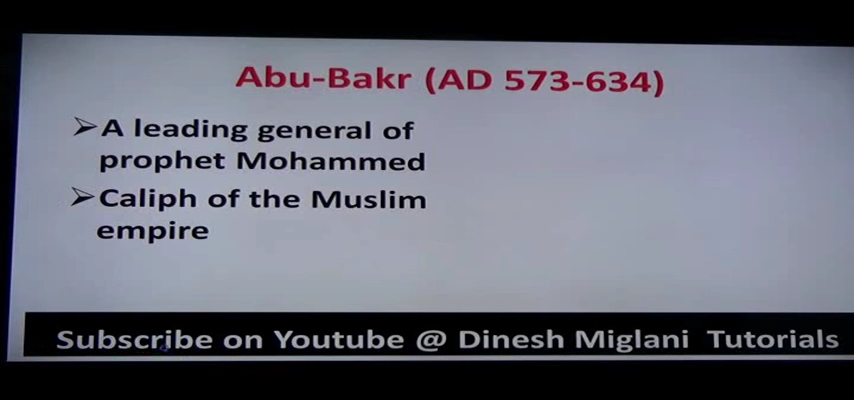 Abu-Bakr (AD 573-634)
➢A leading general of
prophet Mohammed
➢Caliph of the Muslim
empire
Subscribe on Youtube @ Dinesh Miglani Tutorials